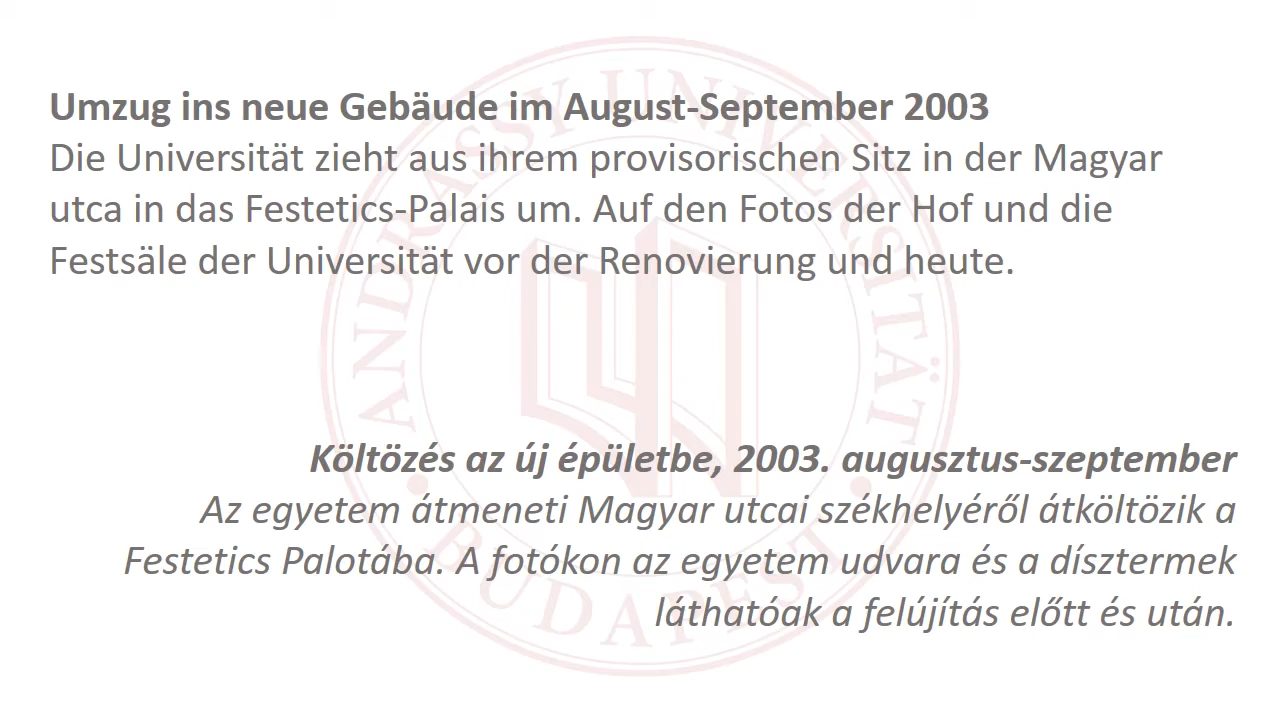 Umzug ins neue Gebäude im August-September 2003
Die Universität zieht aus ihrem provisorischen Sitz in der Magyar
utca in das Festetics-Palais um. Auf den Fotos der Hof und die
Festsäle der Universität vor der Renovierung und heute.
Költözés az új épületbe, 2003. augusztus-szeptember
Az egyetem átmeneti Magyar utcai székhelyéről átköltözik a
Festetics Palotába. A fotókon az egyetem udvara és a dísztermek
láthatóak a felújítás előtt és után.
ANDRÁSSY UNIVERSITÄT
• BUDAPEST •